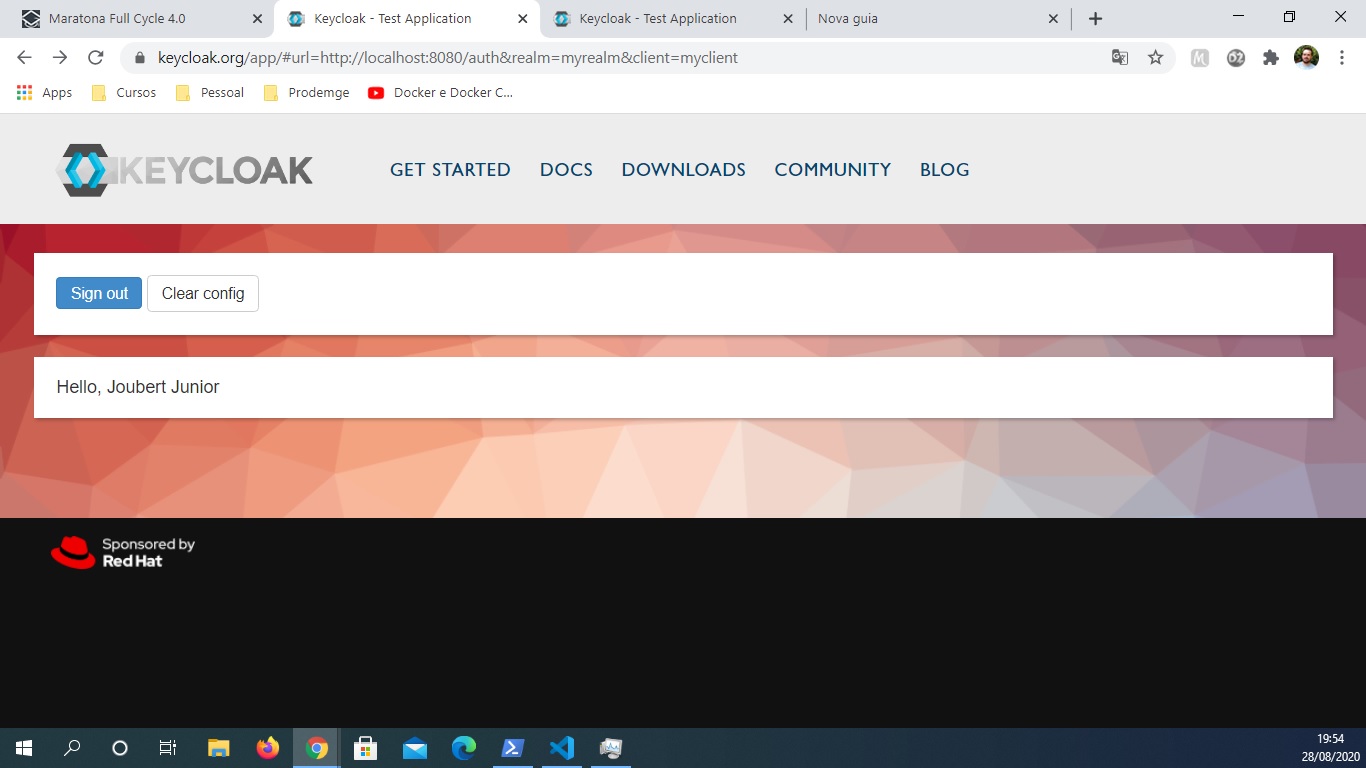 Maratona Full Cycle 4.0
Keycloak - Test Application
Keycloak - Test Application
Nova guia
keycloak.org/app/#url=http://localhost:8080/auth&realm=myrealm&client=myclient
Apps
Cursos
Pessoal
Prodemge
Docker e Docker C...
KEYCLOAK
GET STARTED
DOCS
DOWNLOADS
COMMUNITY
BLOG
Sign out
Clear config
Hello, Joubert Junior
Sponsored by
Red Hat
19:54
28/08/2020